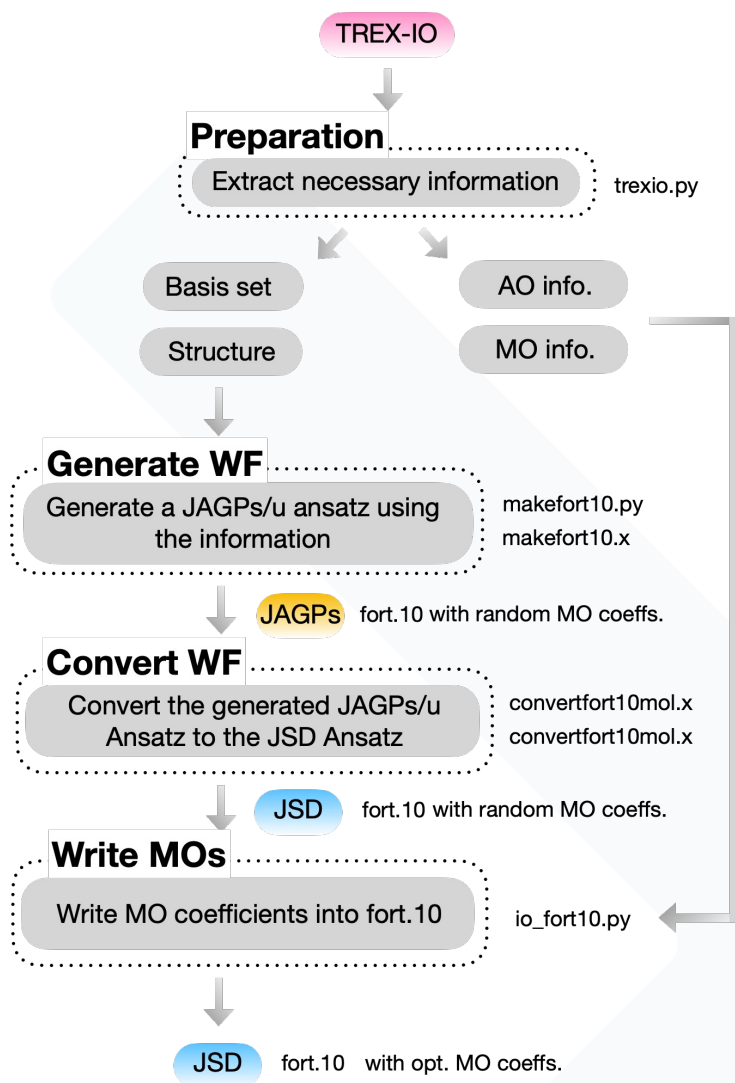 TREX-IO
Preparation
Extract necessary information
trexio.py
Basis set
AO info.
Structure
MO info.
Generate WF
Generate a JAGPs/u ansatz using
the information
makefort10.py
makefort10.x
JAGPs
fort.10 with random MO coeffs.
Convert WF
Convert the generated JAGPs/u
Ansatz to the JSD Ansatz
convertfort10mol.x
convertfort10mol.x
JSD
fort.10 with random MO coeffs.
Write MOs
Write MO coefficients into fort.10
io_fort10.py
JSD
fort.10 with opt. MO coeffs.